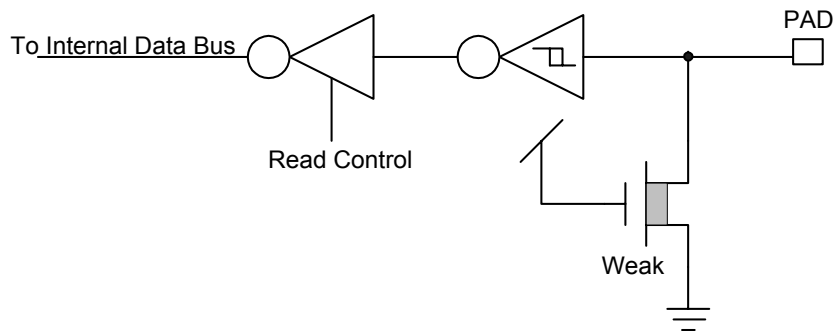 PAD
To Internal Data Bus
Read Control
Weak